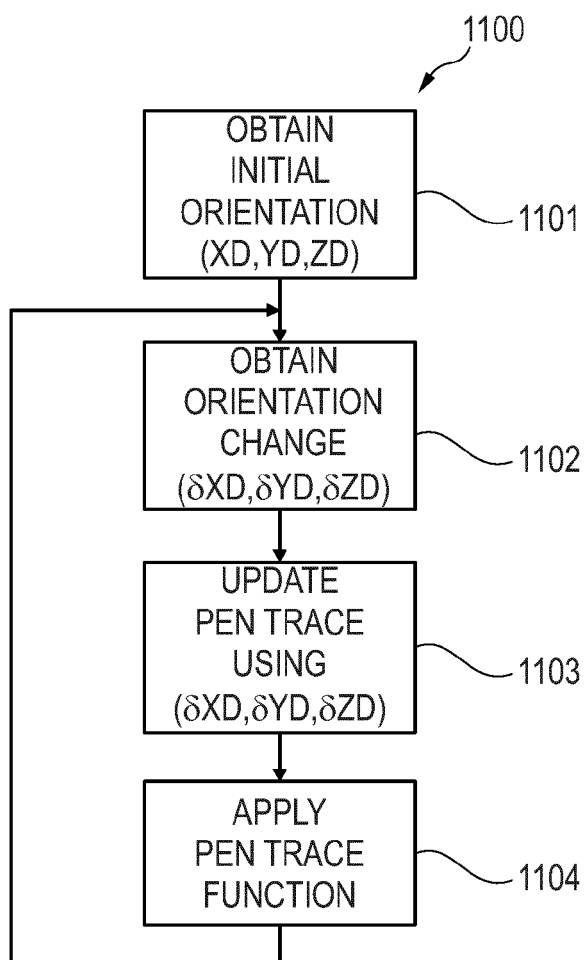 1100
OBTAIN
INITIAL
ORIENTATION
(XD,YD,ZD)
1101
OBTAIN
ORIENTATION
CHANGE
(δXD,δYD,δZD)
1102
UPDATE
PEN TRACE
USING
(δXD,δYD,δZD)
1103
APPLY
PEN TRACE
FUNCTION
1104